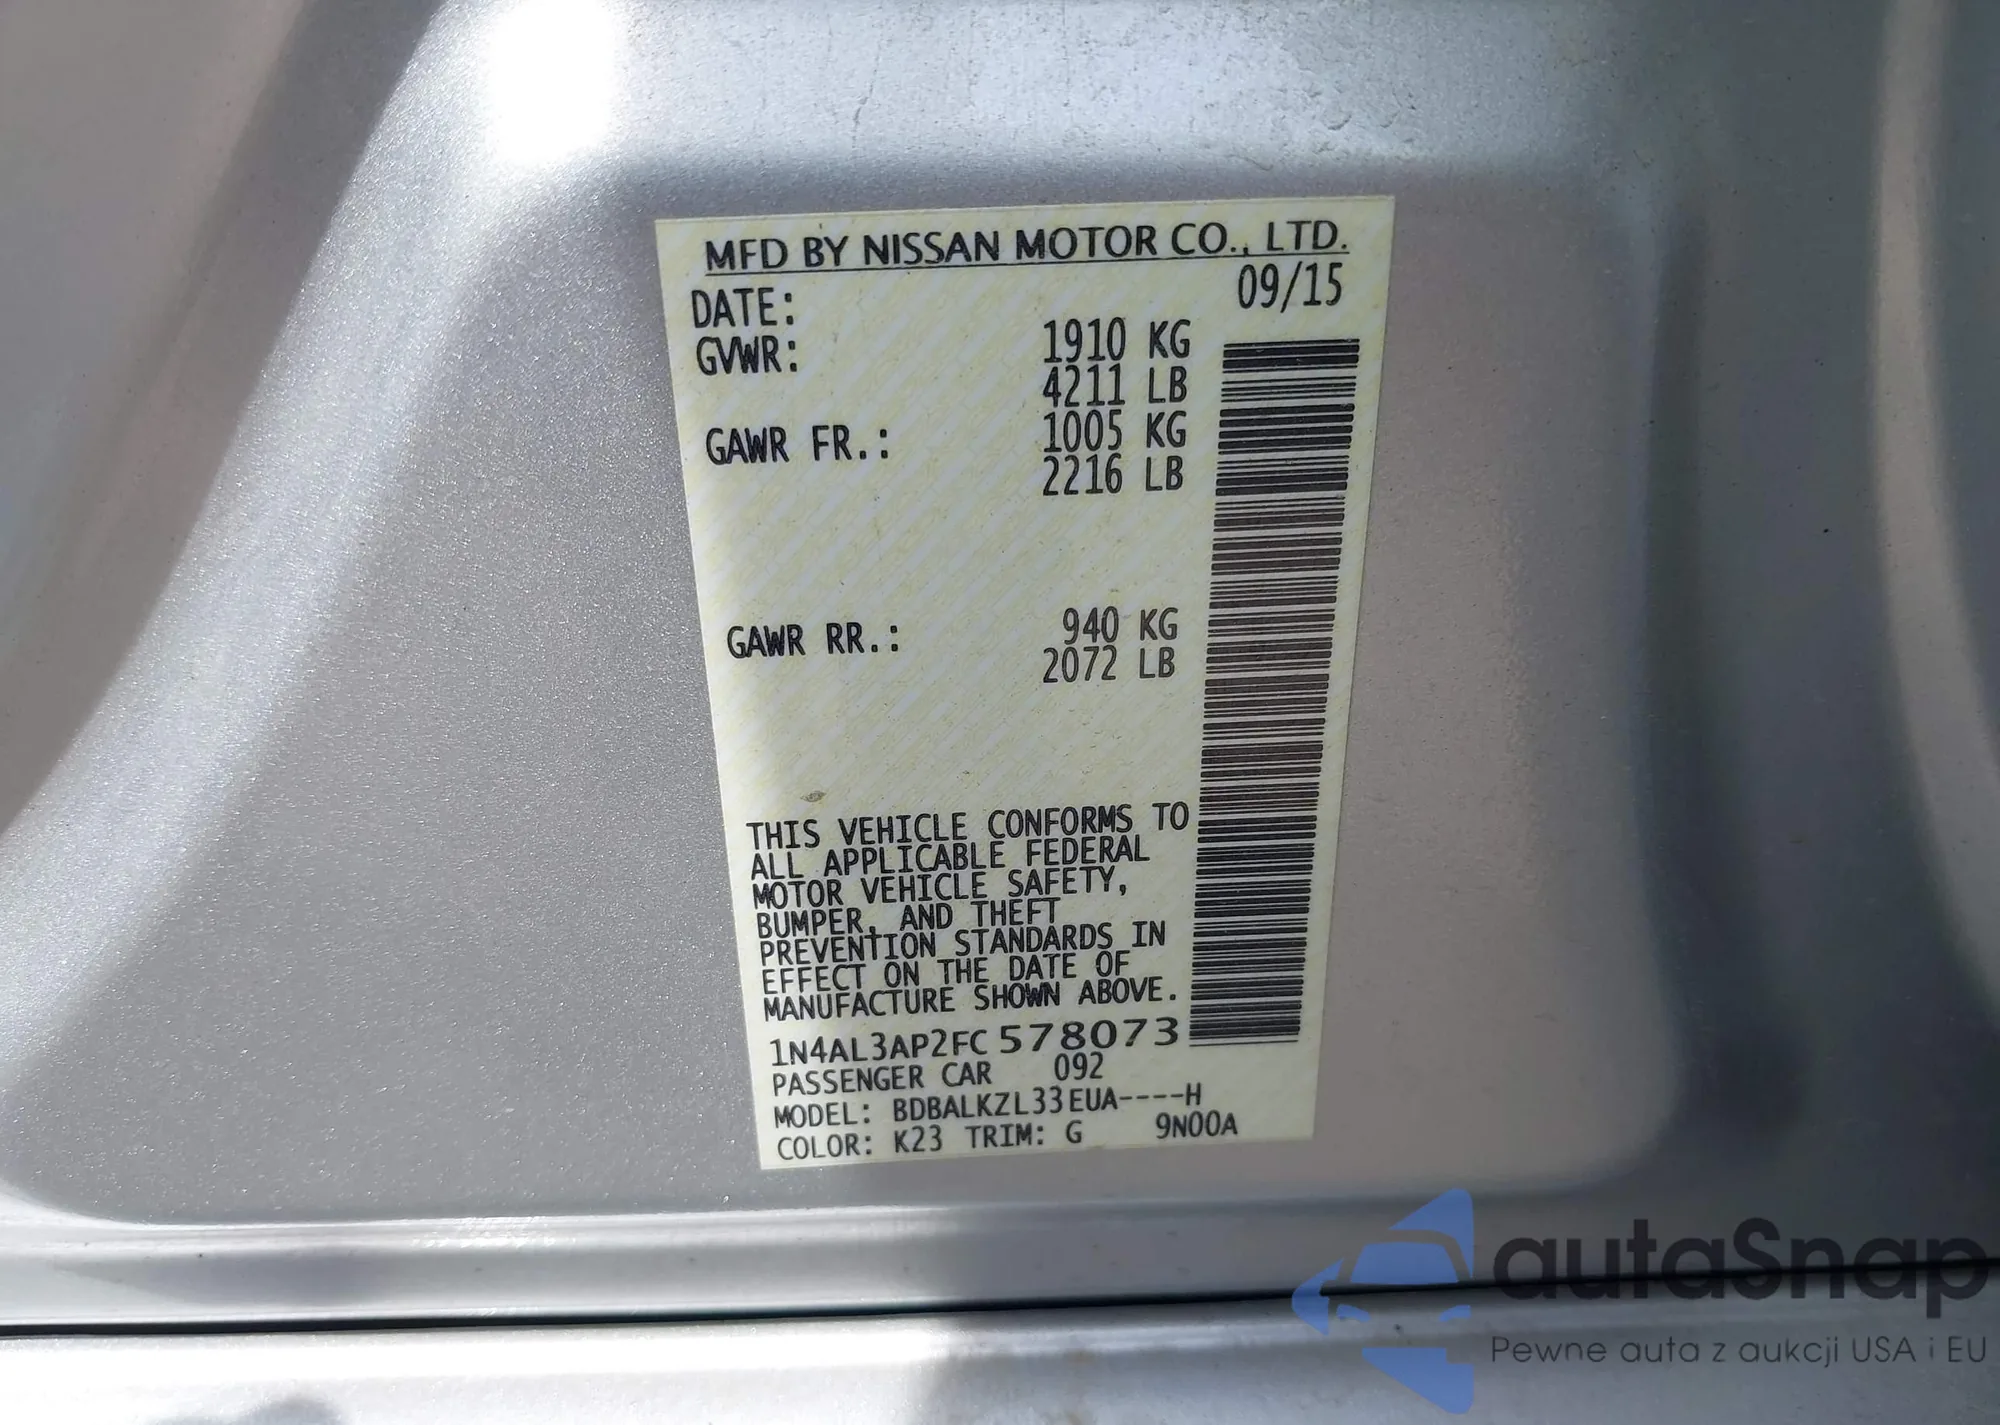 MFD BY NISSAN MOTOR CO., LTD.
DATE: 09/15
GVWR: 1910 KG
4211 LB
GAWR FR.: 1005 KG
2216 LB
GAWR RR.: 940 KG
2072 LB
THIS VEHICLE CONFORMS TO
ALL APPLICABLE FEDERAL
MOTOR VEHICLE SAFETY,
BUMPER, AND THEFT
PREVENTION STANDARDS IN
EFFECT ON THE DATE OF
MANUFACTURE SHOWN ABOVE.
1N4AL3AP2FC578073
PASSENGER CAR 092
MODEL: BDBALKZL33EUA----H
COLOR: K23 TRIM: G 9N00A
autaSnap
Pewne auta z aukcji USA i EU